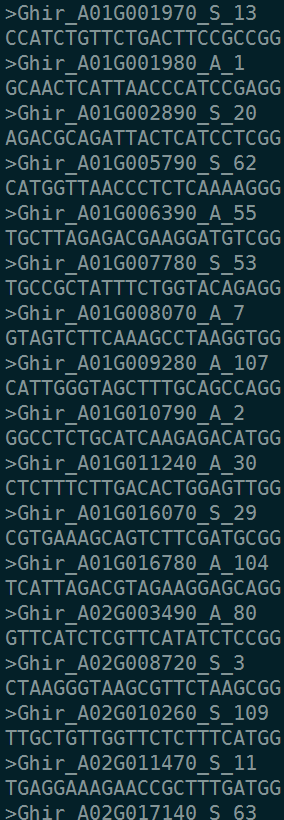 >Ghir_A01G001970_S_13
CCATCTGTTCTGACTTCCGCCGG
>Ghir_A01G001980_A_1
GCAACTCATTAACCCATCCGAGG
>Ghir_A01G002890_S_20
AGACGCAGATTACTCATCCTCGG
>Ghir_A01G005790_S_62
CATGGTTAACCCTCTCAAAAGGG
>Ghir_A01G006390_A_55
TGCTTAGAGACGAAGGATGTCGG
>Ghir_A01G007780_S_53
TGCCGCTATTTCTGGTACAGAGG
>Ghir_A01G008070_A_7
GTAGTCTTCAAAGCCTAAGGTGG
>Ghir_A01G009280_A_107
CATTGGGTAGCTTTGCAGCCAGG
>Ghir_A01G010790_A_2
GGCCTCTGCATCAAGAGACATGG
>Ghir_A01G011240_A_30
CTCTTTCTTGACACTGGAGTTGG
>Ghir_A01G016070_S_29
CGTGAAAGCAGTCTTCGATGCGG
>Ghir_A01G016780_A_104
TCATTAGACGTAGAAGGAGCAGG
>Ghir_A02G003490_A_80
GTTCATCTCGTTCATATCTCCGG
>Ghir_A02G008720_S_3
CTAAGGGTAAGCGTTCTAAGCGG
>Ghir_A02G010260_S_109
TTGCTGTTGGTTCTCTTTCATGG
>Ghir_A02G011470_S_11
TGAGGAAAGAACCGCTTTGATGG
>Ghir_A02G017140_S_63